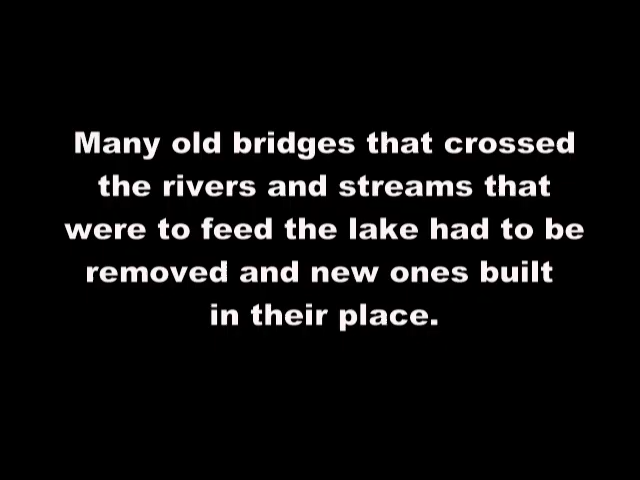 Many old bridges that crossed
the rivers and streams that
were to feed the lake had to be
removed and new ones built
in their place.